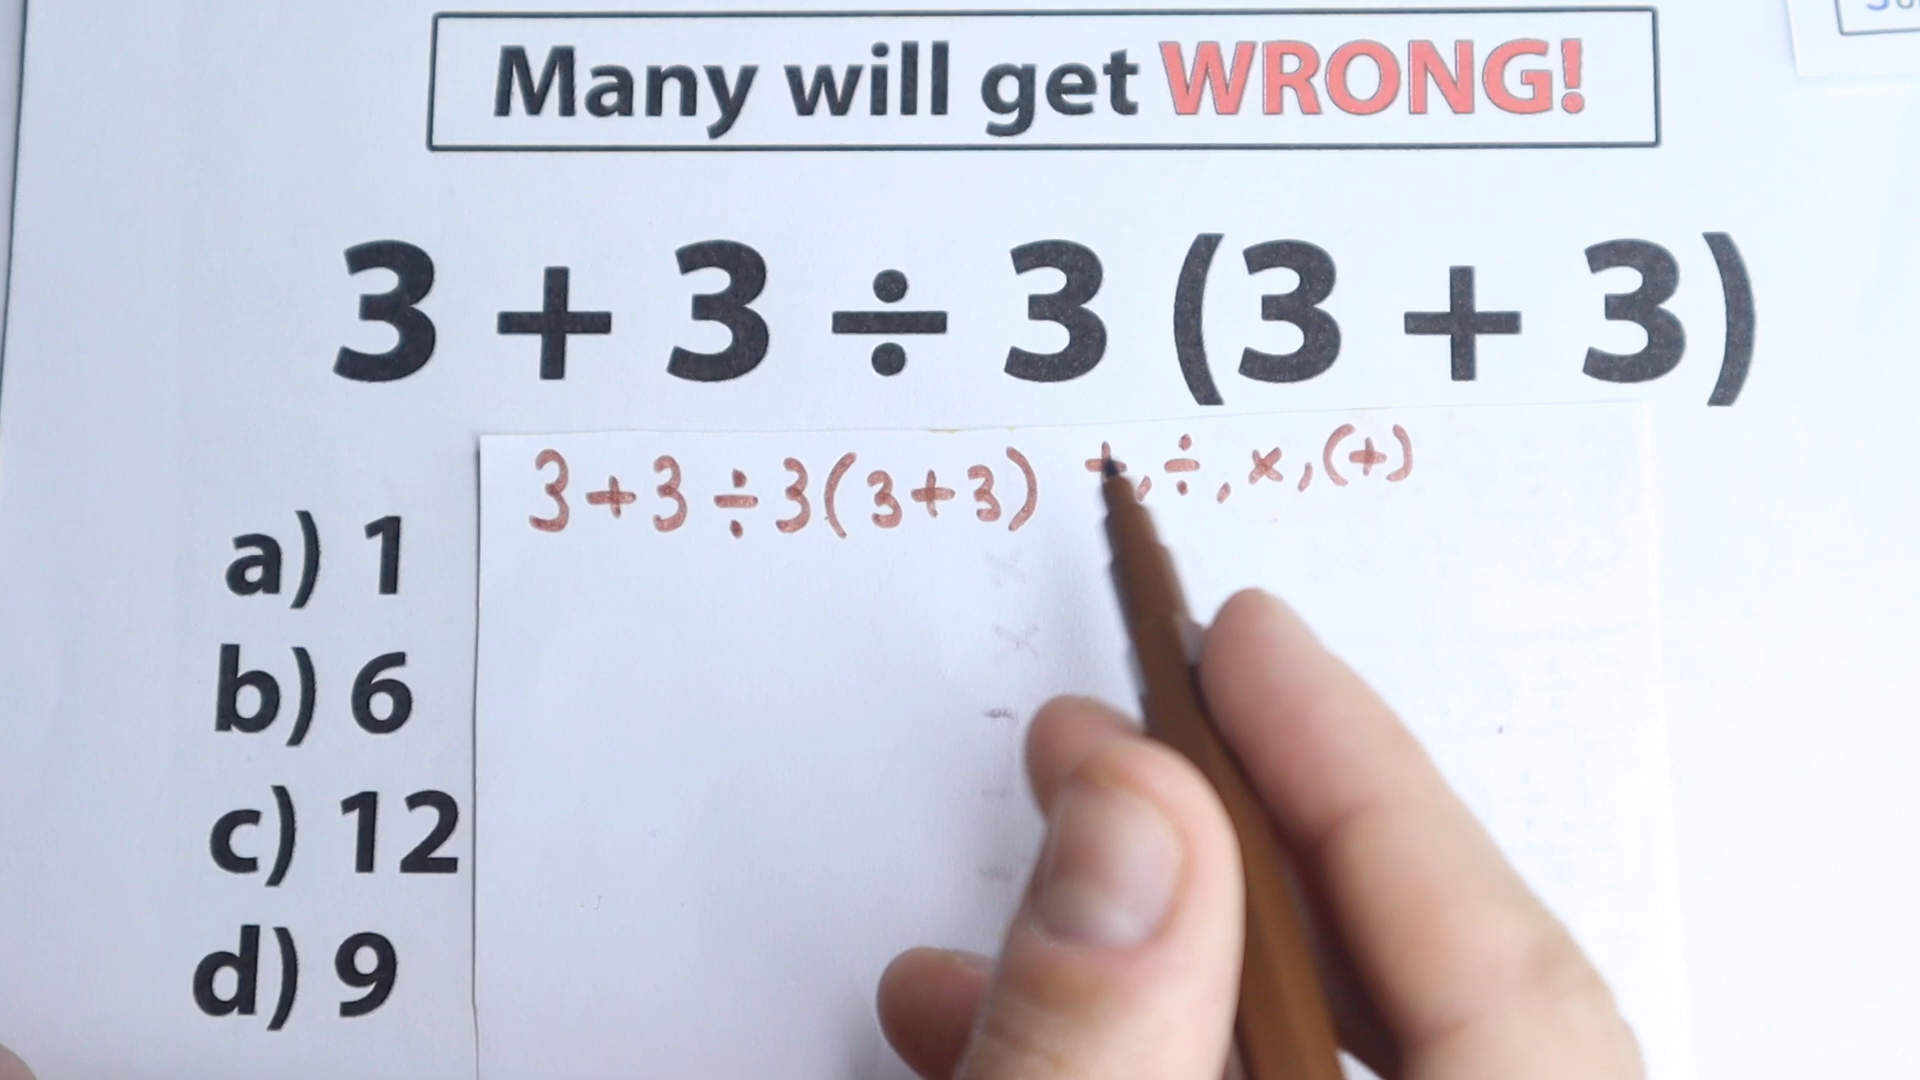 Many will get WRONG!
3 + 3 ÷ 3 (3 + 3)
3+3÷3(3+3) +, ÷, ×, (+)
a) 1
b) 6
c) 12
d) 9